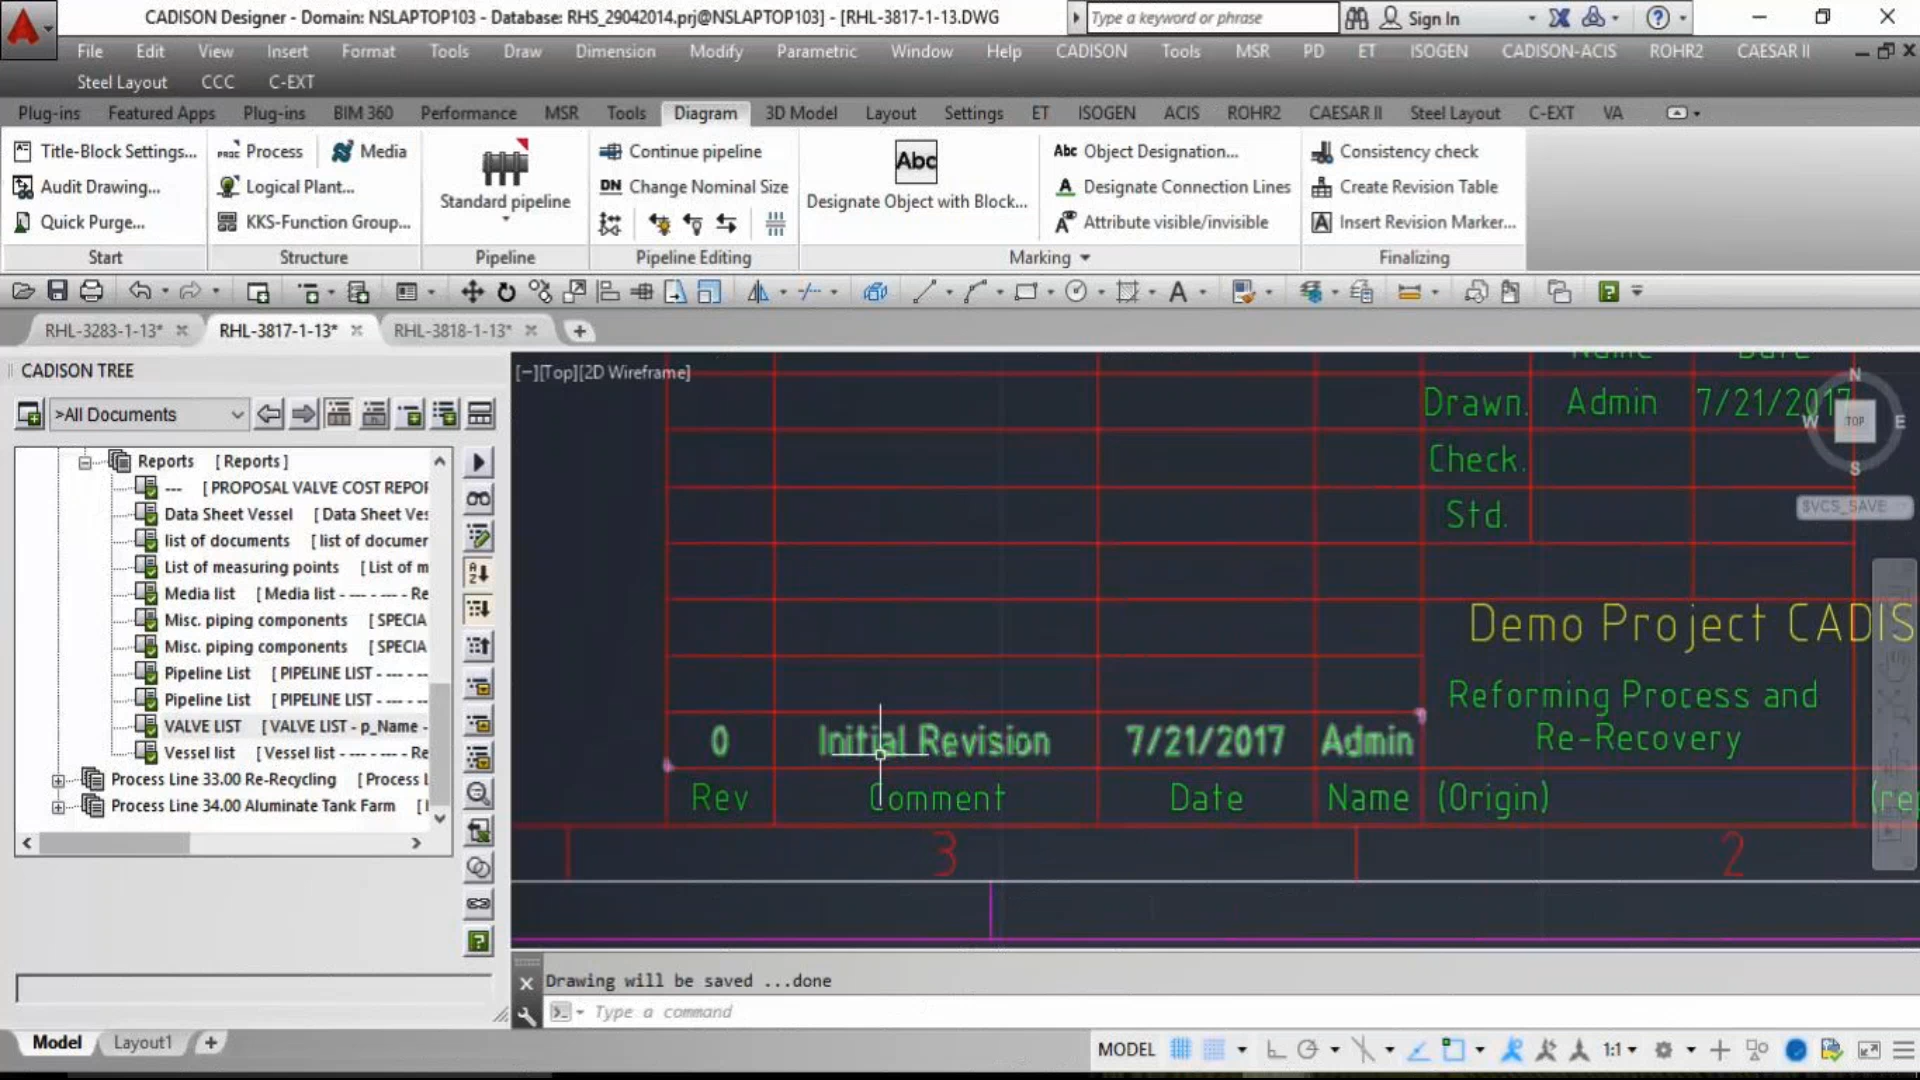 CADISON Designer - Domain: NSLAPTOP103 - Database: RHS_29042014.prj@NSLAPTOP103] - [RHL-3817-1-13.DWG
Type a keyword or phrase
Sign In
File Edit View Insert Format Tools Draw Dimension Modify Parametric Window Help CADISON Tools MSR PD ET ISOGEN CADISON-ACIS ROHR2 CAESAR II
Steel Layout CCC C-EXT
Plug-ins Featured Apps Plug-ins BIM 360 Performance MSR Tools Diagram 3D Model Layout Settings ET ISOGEN ACIS ROHR2 CAESAR II Steel Layout C-EXT VA
Title-Block Settings...
Audit Drawing...
Quick Purge...
Start
Process Media
Logical Plant...
KKS-Function Group...
Structure
Standard pipeline
Pipeline
Continue pipeline
DN Change Nominal Size
Pipeline Editing
Abc
Designate Object with Block...
Abc Object Designation...
A Designate Connection Lines
Attribute visible/invisible
Marking
Consistency check
Create Revision Table
Insert Revision Marker...
Finalizing
RHL-3283-1-13* RHL-3817-1-13* RHL-3818-1-13*
CADISON TREE
>All Documents
Reports [ Reports ]
--- [ PROPOSAL VALVE COST REPOR
Data Sheet Vessel [ Data Sheet Ves
list of documents [ list of documer
List of measuring points [ List of m
Media list [ Media list - --- - --- - Re
Misc. piping components [ SPECIA
Misc. piping components [ SPECIA
Pipeline List [ PIPELINE LIST - --- - ---
Pipeline List [ PIPELINE LIST - --- - ---
VALVE LIST [ VALVE LIST - p_Name -
Vessel list [ Vessel list - --- - --- - Re
Process Line 33.00 Re-Recycling [ Process L
Process Line 34.00 Aluminate Tank Farm [
[−][Top][2D Wireframe]
Name Date
Drawn. Admin 7/21/2017
Check.
Std.
N
W TOP E
S
$VCS_SAVE
Demo Project CADIS
Reforming Process and
Re-Recovery
0 Initial Revision 7/21/2017 Admin
Rev Comment Date Name (Origin) (rep
3 2
Drawing will be saved ...done
Type a command
Model Layout1
MODEL 1:1